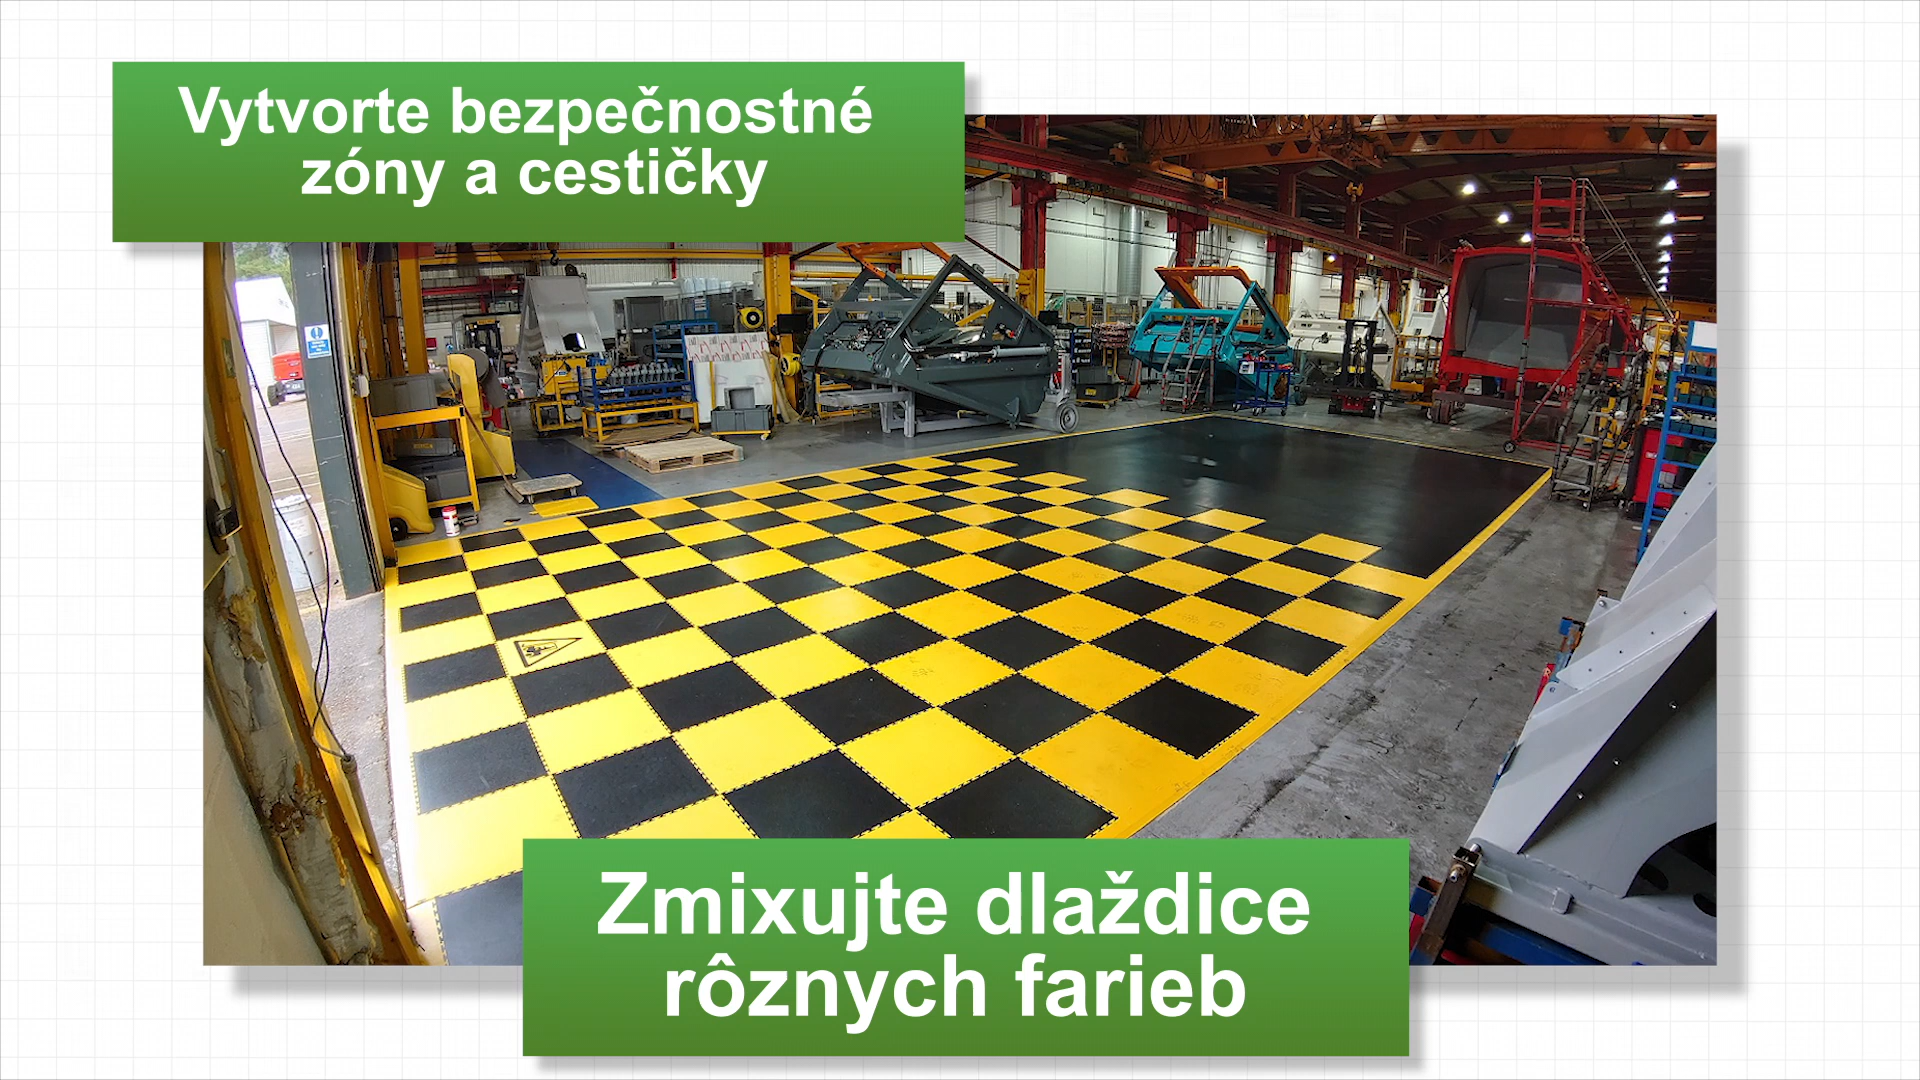 Vytvorte bezpečnostné
zóny a cestičky
Zmixujte dlaždice
rôznych farieb